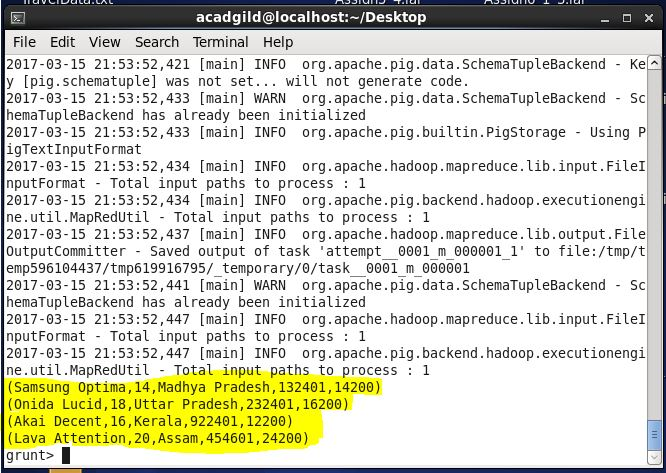 TravelData.txt
acadgild@localhost:~/Desktop
File Edit View Search Terminal Help
2017-03-15 21:53:52,421 [main] INFO  org.apache.pig.data.SchemaTupleBackend - Ke
y [pig.schematuple] was not set... will not generate code.
2017-03-15 21:53:52,433 [main] WARN  org.apache.pig.data.SchemaTupleBackend - Sc
hemaTupleBackend has already been initialized
2017-03-15 21:53:52,433 [main] INFO  org.apache.pig.builtin.PigStorage - Using P
igTextInputFormat
2017-03-15 21:53:52,434 [main] INFO  org.apache.hadoop.mapreduce.lib.input.FileI
nputFormat - Total input paths to process : 1
2017-03-15 21:53:52,434 [main] INFO  org.apache.pig.backend.hadoop.executionengi
ne.util.MapRedUtil - Total input paths to process : 1
2017-03-15 21:53:52,437 [main] INFO  org.apache.hadoop.mapreduce.lib.output.File
OutputCommitter - Saved output of task 'attempt__0001_m_000001_1' to file:/tmp/t
emp596104437/tmp619916795/_temporary/0/task__0001_m_000001
2017-03-15 21:53:52,441 [main] WARN  org.apache.pig.data.SchemaTupleBackend - Sc
hemaTupleBackend has already been initialized
2017-03-15 21:53:52,447 [main] INFO  org.apache.hadoop.mapreduce.lib.input.FileI
nputFormat - Total input paths to process : 1
2017-03-15 21:53:52,447 [main] INFO  org.apache.pig.backend.hadoop.executionengi
ne.util.MapRedUtil - Total input paths to process : 1
(Samsung Optima,14,Madhya Pradesh,132401,14200)
(Onida Lucid,18,Uttar Pradesh,232401,16200)
(Akai Decent,16,Kerala,922401,12200)
(Lava Attention,20,Assam,454601,24200)
grunt>